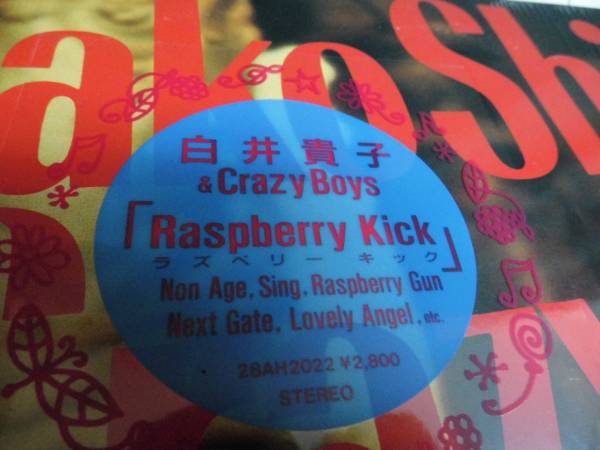 ako Shi
白井貴子
& Crazy Boys
「Raspberry Kick」
ラズベリー キック
Non Age, Sing, Raspberry Gun
Next Gate, Lovely Angel, etc.
28AH2022 ¥2,800
STEREO